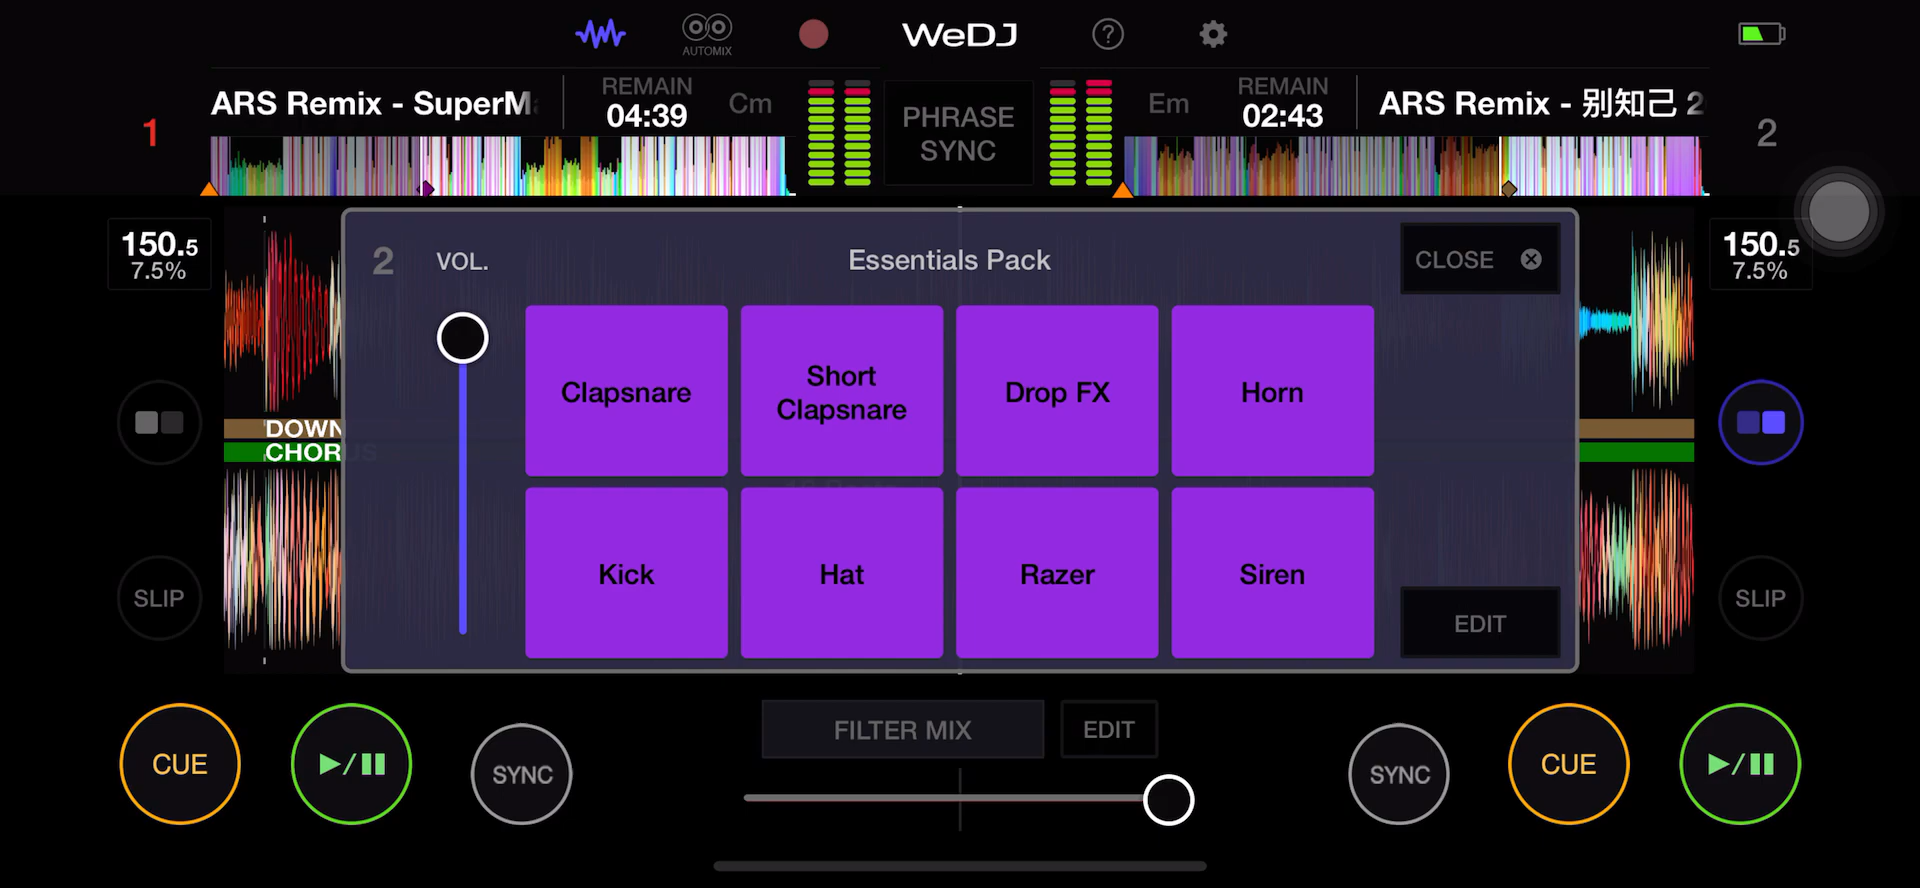 AUTOMIX
WeDJ
?
1
ARS Remix - SuperMa
REMAIN
04:39
Cm
PHRASE
SYNC
Em
REMAIN
02:43
ARS Remix - 别知己 2
2
150.5
7.5%
150.5
7.5%
2
VOL.
Essentials Pack
CLOSE
Clapsnare
Short
Clapsnare
Drop FX
Horn
DOWN
CHORUS
Kick
Hat
Razer
Siren
SLIP
EDIT
SLIP
CUE
SYNC
FILTER MIX
EDIT
SYNC
CUE